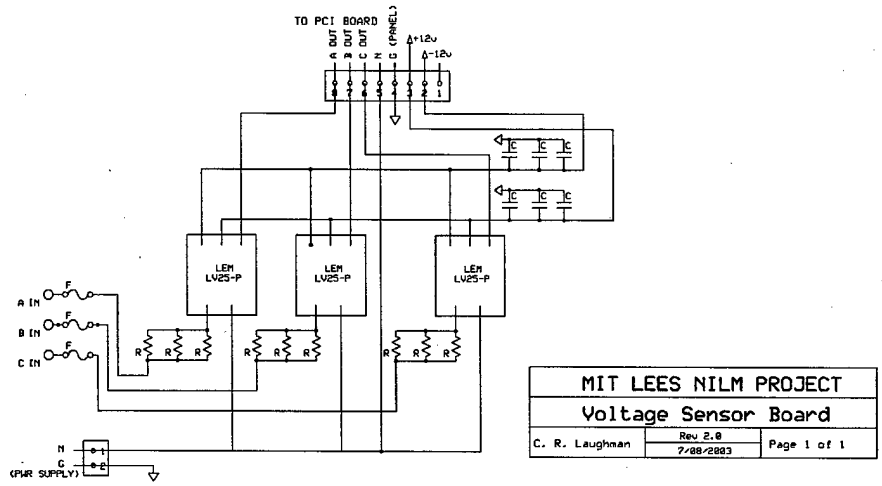 TO PCI BOARD
A OUT
B OUT
C OUT
N
G (PANEL)
+12v
-12v
8 7 6 5 4 3 2 1
C C C
C C C
LEM
LV25-P
LEM
LV25-P
LEM
LV25-P
F
A IN
F
B IN
F
C IN
R R R
R R R
R R R
N 1
G 2
(PWR SUPPLY)
MIT LEES NILM PROJECT
Voltage Sensor Board
C. R. Laughman
Rev 2.0
7/08/2003
Page 1 of 1